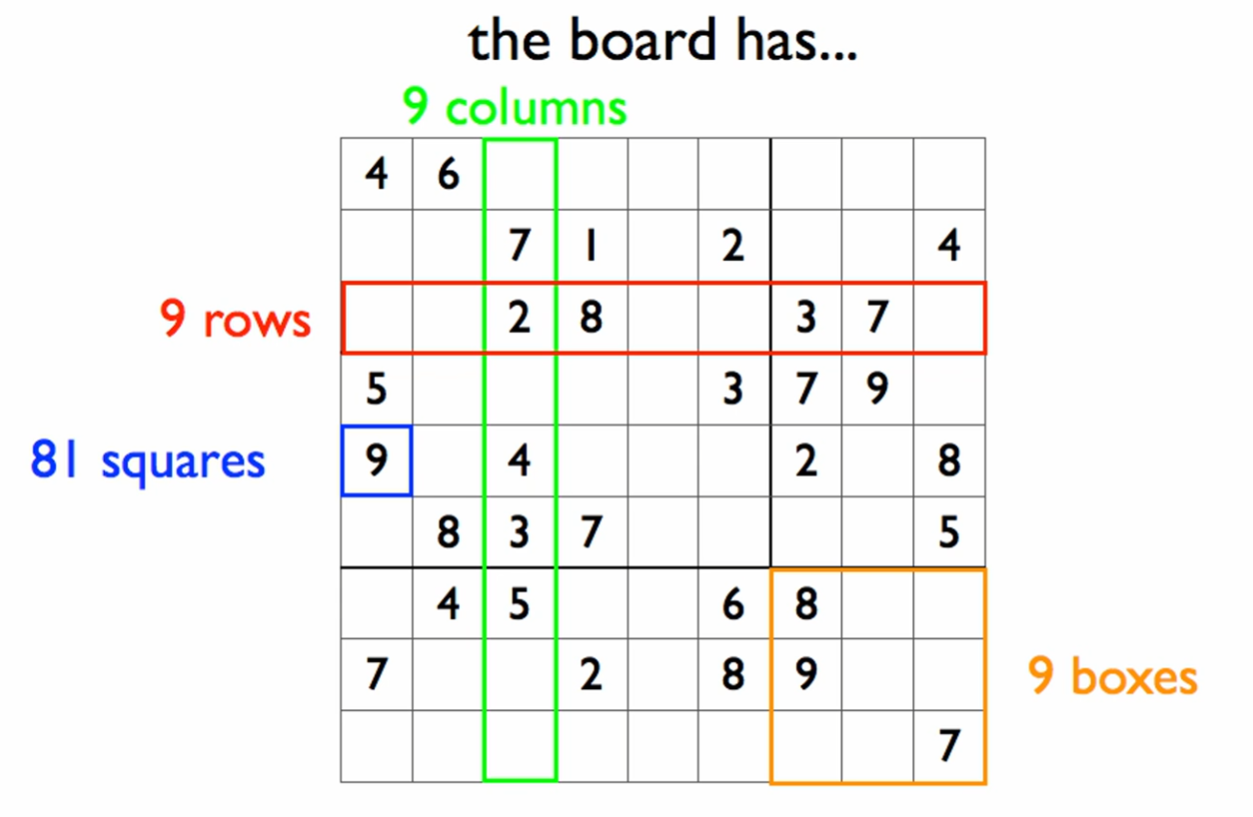 the board has...
9 columns
4 6
7 1 2 4
9 rows 2 8 3 7
5 3 7 9
81 squares 9 4 2 8
8 3 7 5
4 5 6 8
7 2 8 9 9 boxes
7